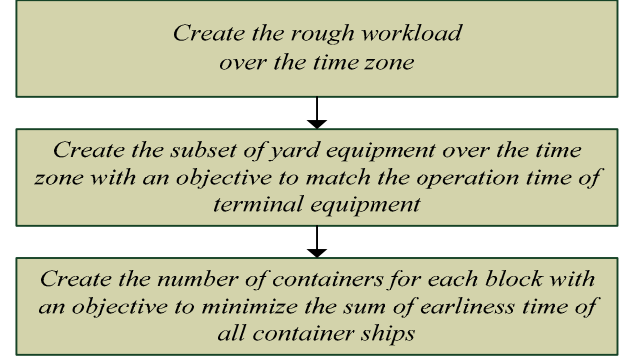 Create the rough workload
over the time zone
Create the subset of yard equipment over the time
zone with an objective to match the operation time of
terminal equipment
Create the number of containers for each block with
an objective to minimize the sum of earliness time of
all container ships